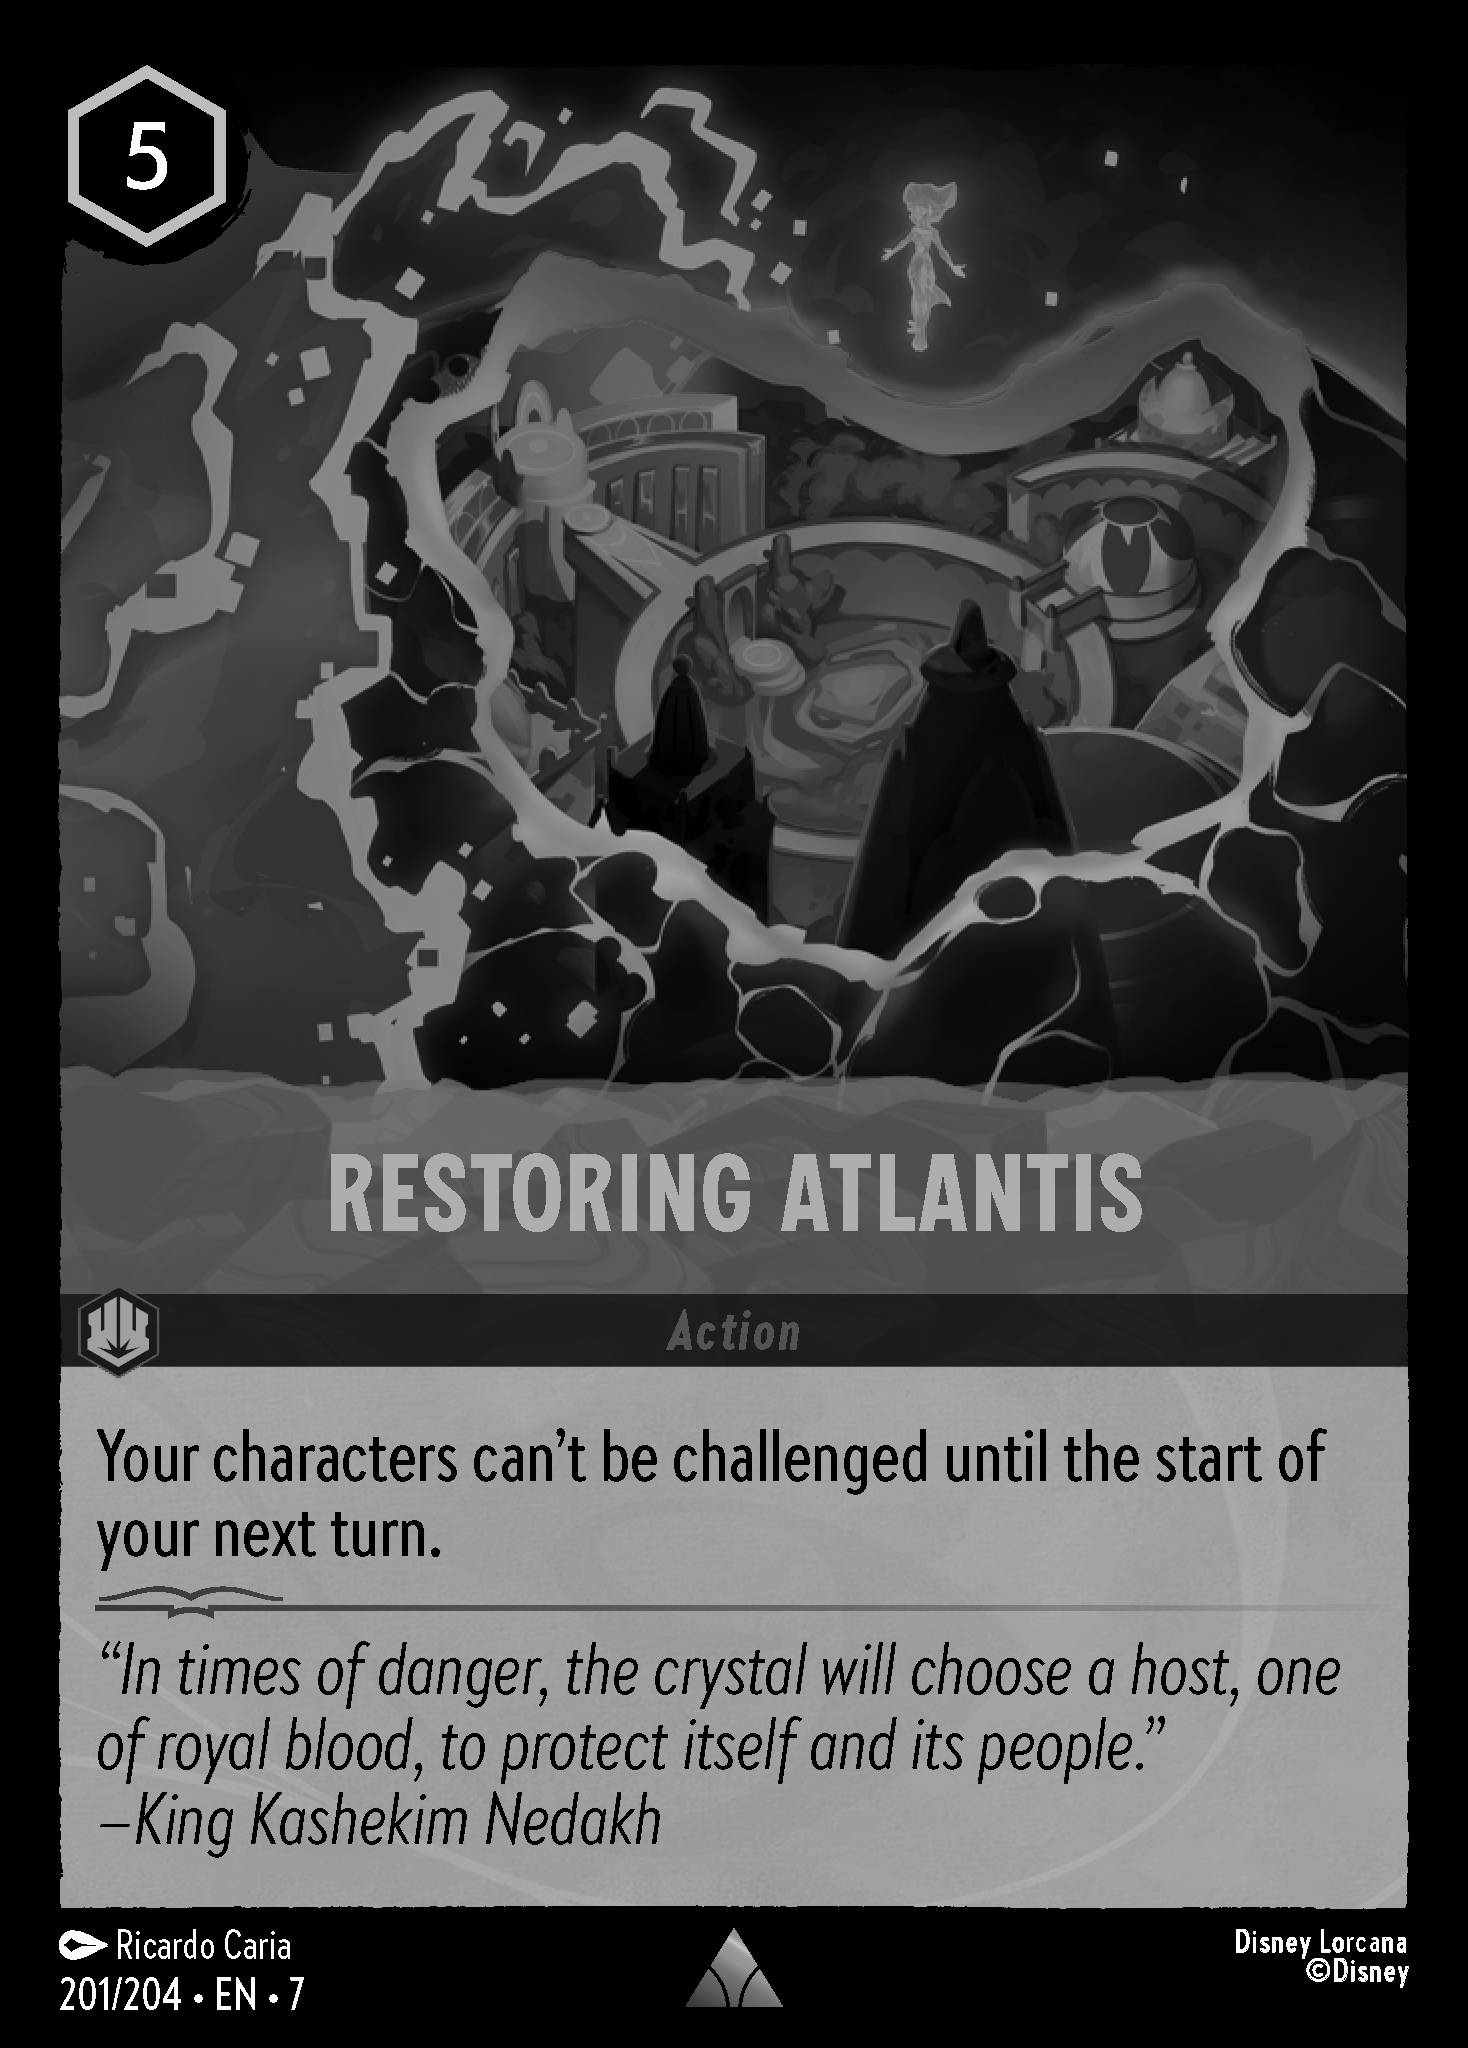 5
RESTORING ATLANTIS
Action
Your characters can’t be challenged until the start of
your next turn.
“In times of danger, the crystal will choose a host, one
of royal blood, to protect itself and its people.”
–King Kashekim Nedakh
Ricardo Caria
201/204 • EN • 7
Disney Lorcana
©Disney